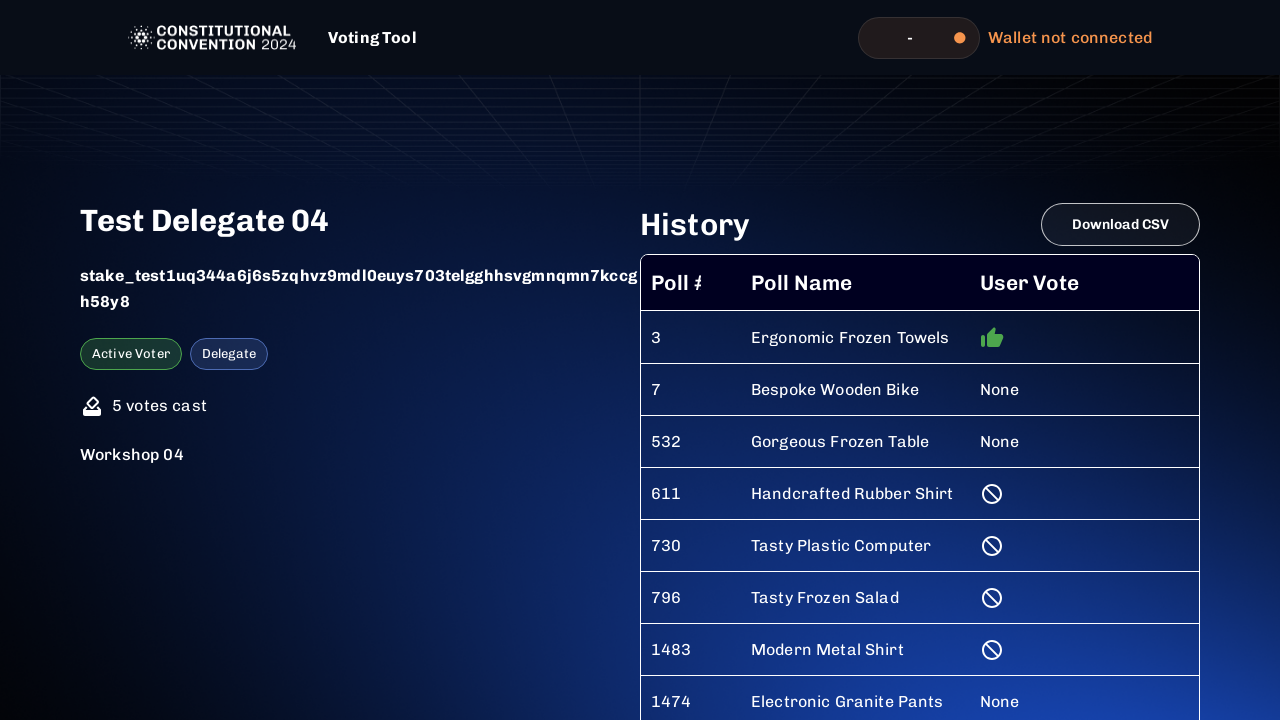 CONSTITUTIONAL
CONVENTION 2024
Voting Tool
-
Wallet not connected
Test Delegate 04
stake_test1uq344a6j6s5zqhvz9mdl0euys703telgghhsvgmnqmn7kccg
h58y8
Active Voter
Delegate
5 votes cast
Workshop 04
History
Download CSV
Poll #
Poll Name
User Vote
3
Ergonomic Frozen Towels
7
Bespoke Wooden Bike
None
532
Gorgeous Frozen Table
None
611
Handcrafted Rubber Shirt
730
Tasty Plastic Computer
796
Tasty Frozen Salad
1483
Modern Metal Shirt
1474
Electronic Granite Pants
None